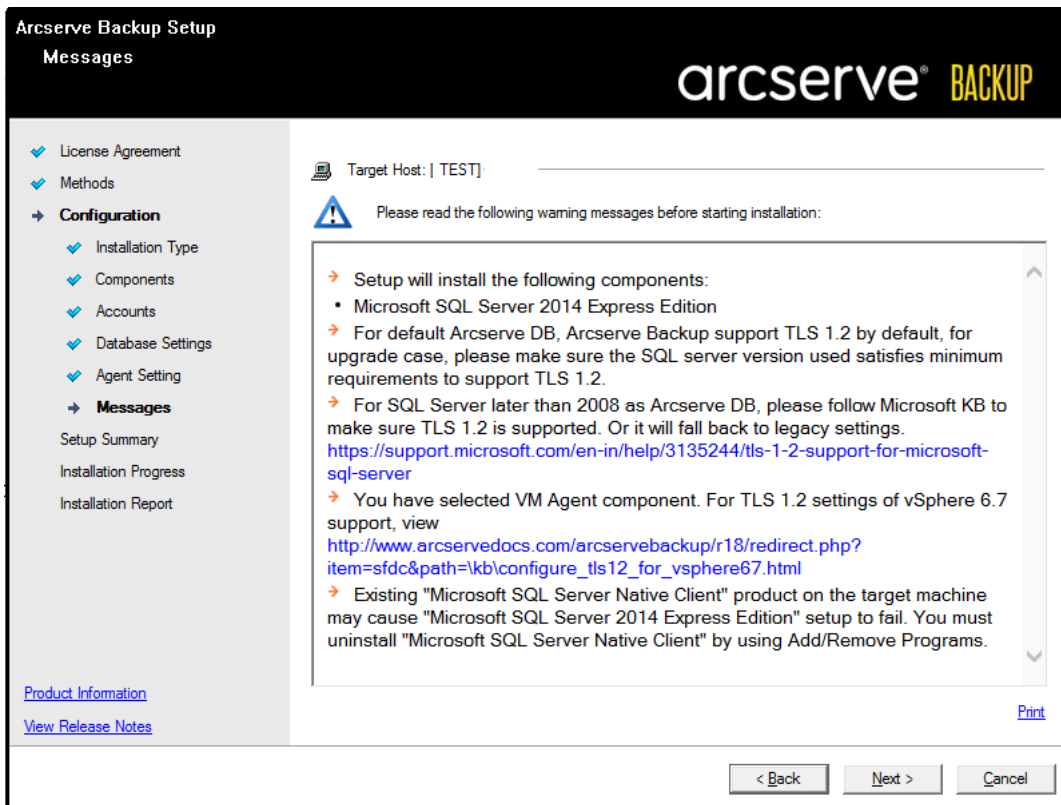 Arcserve Backup Setup
Messages
arcserve® BACKUP
License Agreement
Methods
Configuration
Installation Type
Components
Accounts
Database Settings
Agent Setting
Messages
Setup Summary
Installation Progress
Installation Report
Product Information
View Release Notes
Target Host: [ TEST]
Please read the following warning messages before starting installation:
Setup will install the following components:
• Microsoft SQL Server 2014 Express Edition
For default Arcserve DB, Arcserve Backup support TLS 1.2 by default, for
upgrade case, please make sure the SQL server version used satisfies minimum
requirements to support TLS 1.2.
For SQL Server later than 2008 as Arcserve DB, please follow Microsoft KB to
make sure TLS 1.2 is supported. Or it will fall back to legacy settings.
https://support.microsoft.com/en-in/help/3135244/tls-1-2-support-for-microsoft-
sql-server
You have selected VM Agent component. For TLS 1.2 settings of vSphere 6.7
support, view
http://www.arcservedocs.com/arcservebackup/r18/redirect.php?
item=sfdc&path=\kb\configure_tls12_for_vsphere67.html
Existing "Microsoft SQL Server Native Client" product on the target machine
may cause "Microsoft SQL Server 2014 Express Edition" setup to fail. You must
uninstall "Microsoft SQL Server Native Client" by using Add/Remove Programs.
Print
< Back
Next >
Cancel